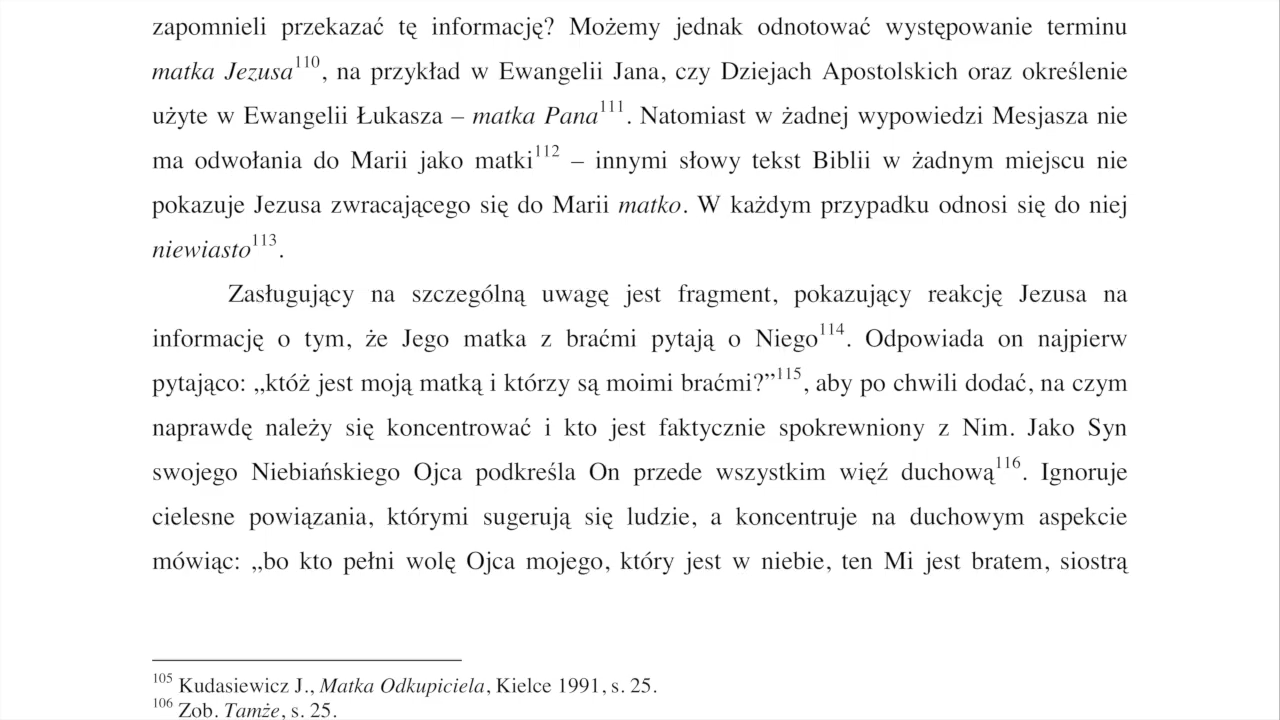 zapomnieli przekazać tę informację? Możemy jednak odnotować występowanie terminu
matka Jezusa110, na przykład w Ewangelii Jana, czy Dziejach Apostolskich oraz określenie
użyte w Ewangelii Łukasza – matka Pana111. Natomiast w żadnej wypowiedzi Mesjasza nie
ma odwołania do Marii jako matki112 – innymi słowy tekst Biblii w żadnym miejscu nie
pokazuje Jezusa zwracającego się do Marii matko. W każdym przypadku odnosi się do niej
niewiasto113.
Zasługujący na szczególną uwagę jest fragment, pokazujący reakcję Jezusa na
informację o tym, że Jego matka z braćmi pytają o Niego114. Odpowiada on najpierw
pytająco: „któż jest moją matką i którzy są moimi braćmi?”115, aby po chwili dodać, na czym
naprawdę należy się koncentrować i kto jest faktycznie spokrewniony z Nim. Jako Syn
swojego Niebiańskiego Ojca podkreśla On przede wszystkim więź duchową116. Ignoruje
cielesne powiązania, którymi sugerują się ludzie, a koncentruje na duchowym aspekcie
mówiąc: „bo kto pełni wolę Ojca mojego, który jest w niebie, ten Mi jest bratem, siostrą
105 Kudasiewicz J., Matka Odkupiciela, Kielce 1991, s. 25.
106 Zob. Tamże, s. 25.